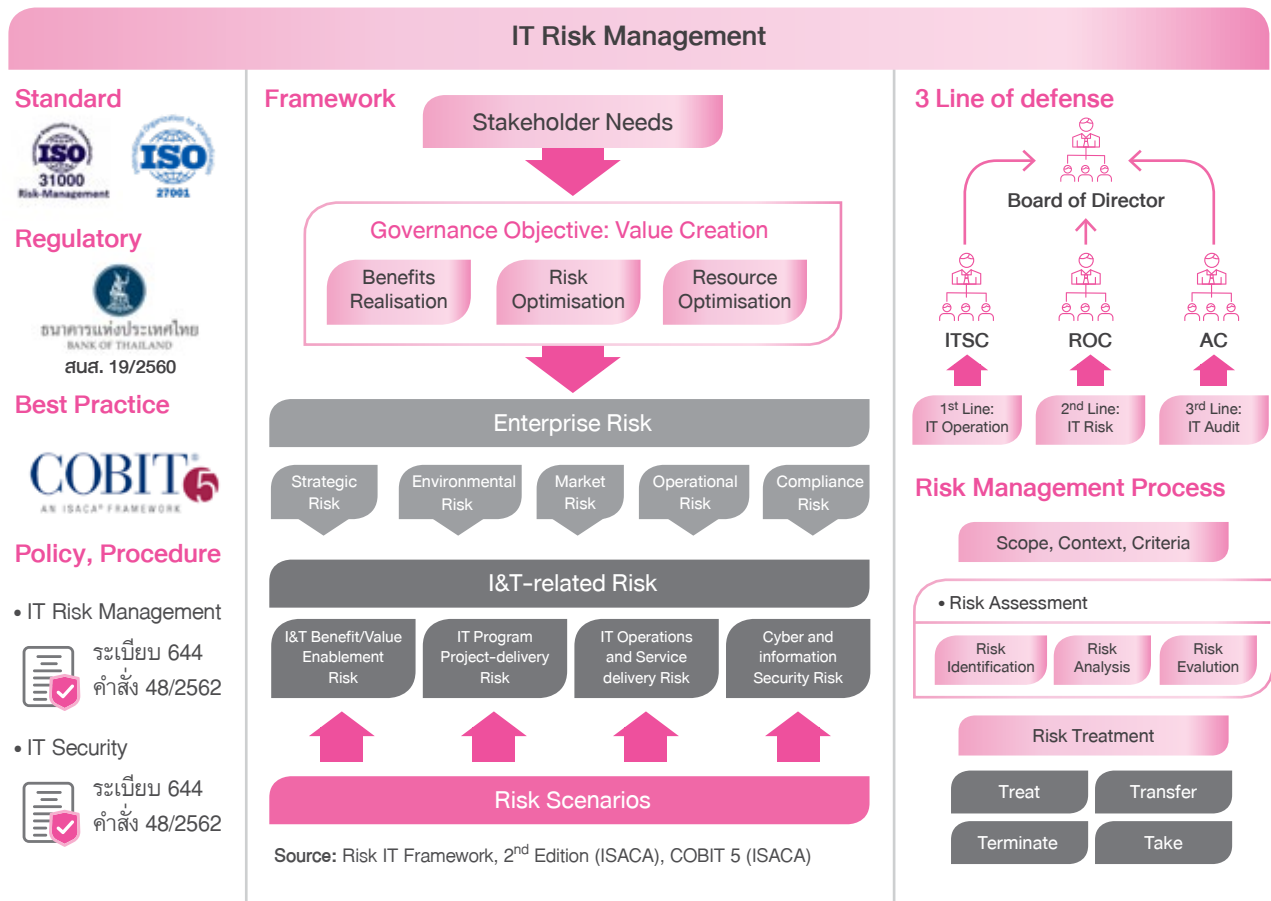 IT Risk Management
Standard
ISO
31000
Risk-Management
ISO
27001
Regulatory
ธนาคารแห่งประเทศไทย
BANK OF THAILAND
สนส. 19/2560
Best Practice
COBIT 5
AN ISACA® FRAMEWORK
Policy, Procedure
• IT Risk Management
ระเบียบ 644
คำสั่ง 48/2562
• IT Security
ระเบียบ 644
คำสั่ง 48/2562
Framework
Stakeholder Needs
Governance Objective: Value Creation
Benefits
Realisation
Risk
Optimisation
Resource
Optimisation
Enterprise Risk
Strategic
Risk
Environmental
Risk
Market
Risk
Operational
Risk
Compliance
Risk
I&T-related Risk
I&T Benefit/Value
Enablement
Risk
IT Program
Project-delivery
Risk
IT Operations
and Service
delivery Risk
Cyber and
information
Security Risk
Risk Scenarios
Source: Risk IT Framework, 2nd Edition (ISACA), COBIT 5 (ISACA)
3 Line of defense
Board of Director
ITSC
ROC
AC
1st Line:
IT Operation
2nd Line:
IT Risk
3rd Line:
IT Audit
Risk Management Process
Scope, Context, Criteria
• Risk Assessment
Risk
Identification
Risk
Analysis
Risk
Evalution
Risk Treatment
Treat
Transfer
Terminate
Take